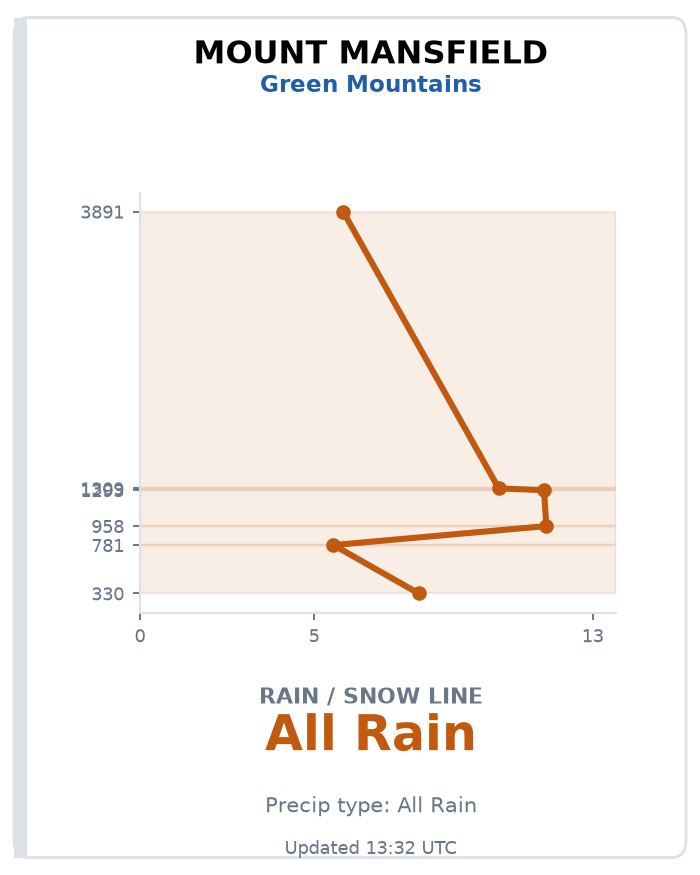 MOUNT MANSFIELD
Green Mountains
3891
958
781
330
0 5 13
RAIN / SNOW LINE
All Rain
Precip type: All Rain
Updated 13:32 UTC